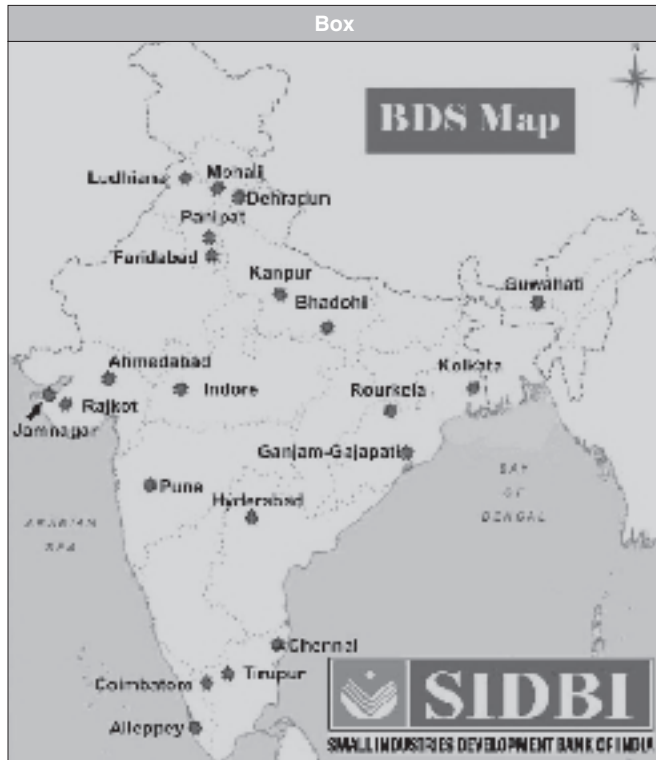 Box
N
BDS Map
Ludhiana
Mohali
Dehradun
Panipat
Faridabad
Kanpur
Bhadohi
Guwahati
Ahmedabad
Indore
Rourkela
Kolkata
Rajkot
Jamnagar
Ganjam-Gajapati
Pune
Hyderabad
BAY
OF
BENGAL
ARABIAN
SEA
Chennai
Tirupur
Coimbatore
Alleppey
SIDBI
SMALL INDUSTRIES DEVELOPMENT BANK OF INDIA